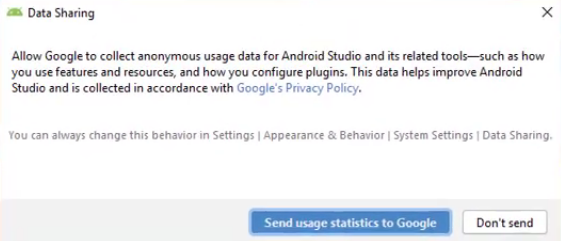 Data Sharing
Allow Google to collect anonymous usage data for Android Studio and its related tools—such as how
you use features and resources, and how you configure plugins. This data helps improve Android
Studio and is collected in accordance with Google's Privacy Policy.
You can always change this behavior in Settings | Appearance & Behavior | System Settings | Data Sharing.
Send usage statistics to Google Don't send